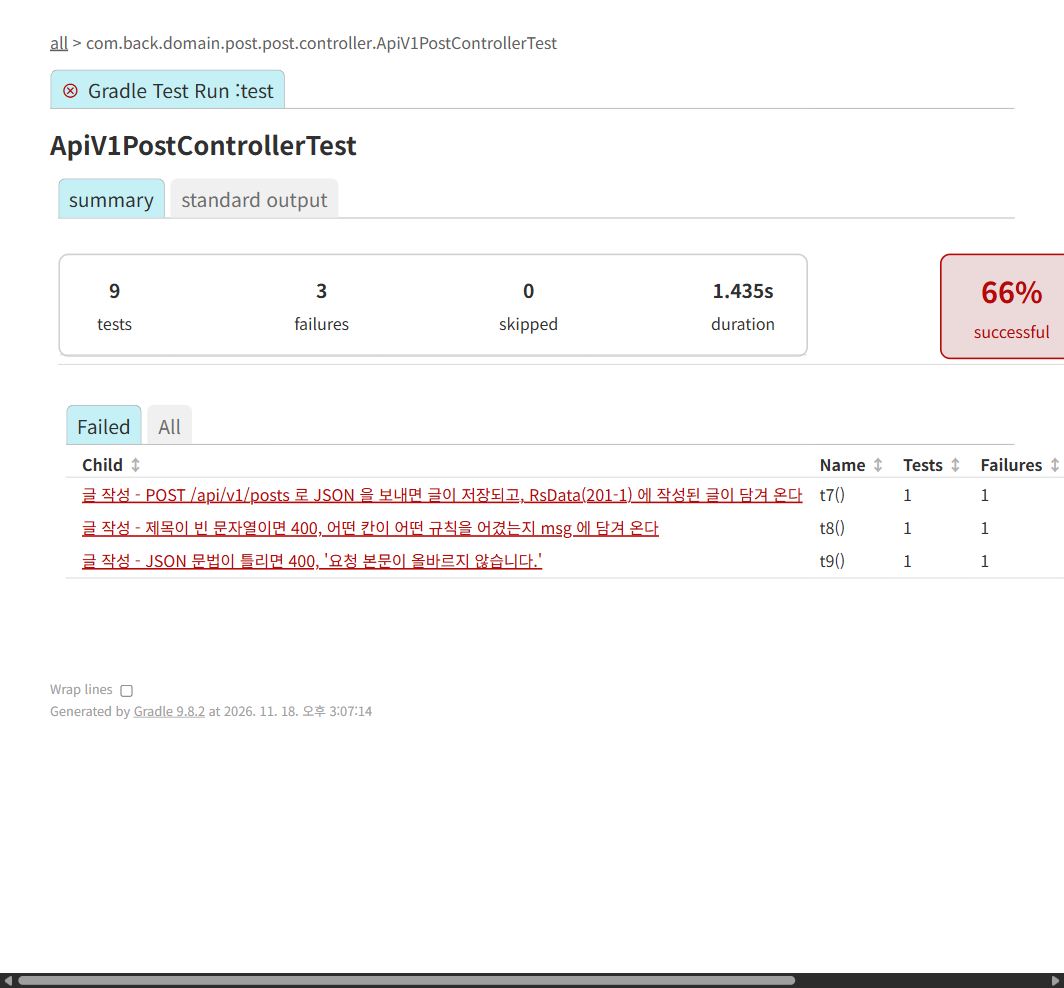 all > com.back.domain.post.post.controller.ApiV1PostControllerTest
Gradle Test Run :test
ApiV1PostControllerTest
summary standard output
9 3 0 1.435s 66%
tests failures skipped duration successful
Failed All
Child Name Tests Failures
글 작성 - POST /api/v1/posts 로 JSON 을 보내면 글이 저장되고, RsData(201-1) 에 작성된 글이 담겨 온다 t7() 1 1
글 작성 - 제목이 빈 문자열이면 400, 어떤 칸이 어떤 규칙을 어겼는지 msg 에 담겨 온다 t8() 1 1
글 작성 - JSON 문법이 틀리면 400, '요청 본문이 올바르지 않습니다.' t9() 1 1
Wrap lines
Generated by Gradle 9.8.2 at 2026. 11. 18. 오후 3:07:14